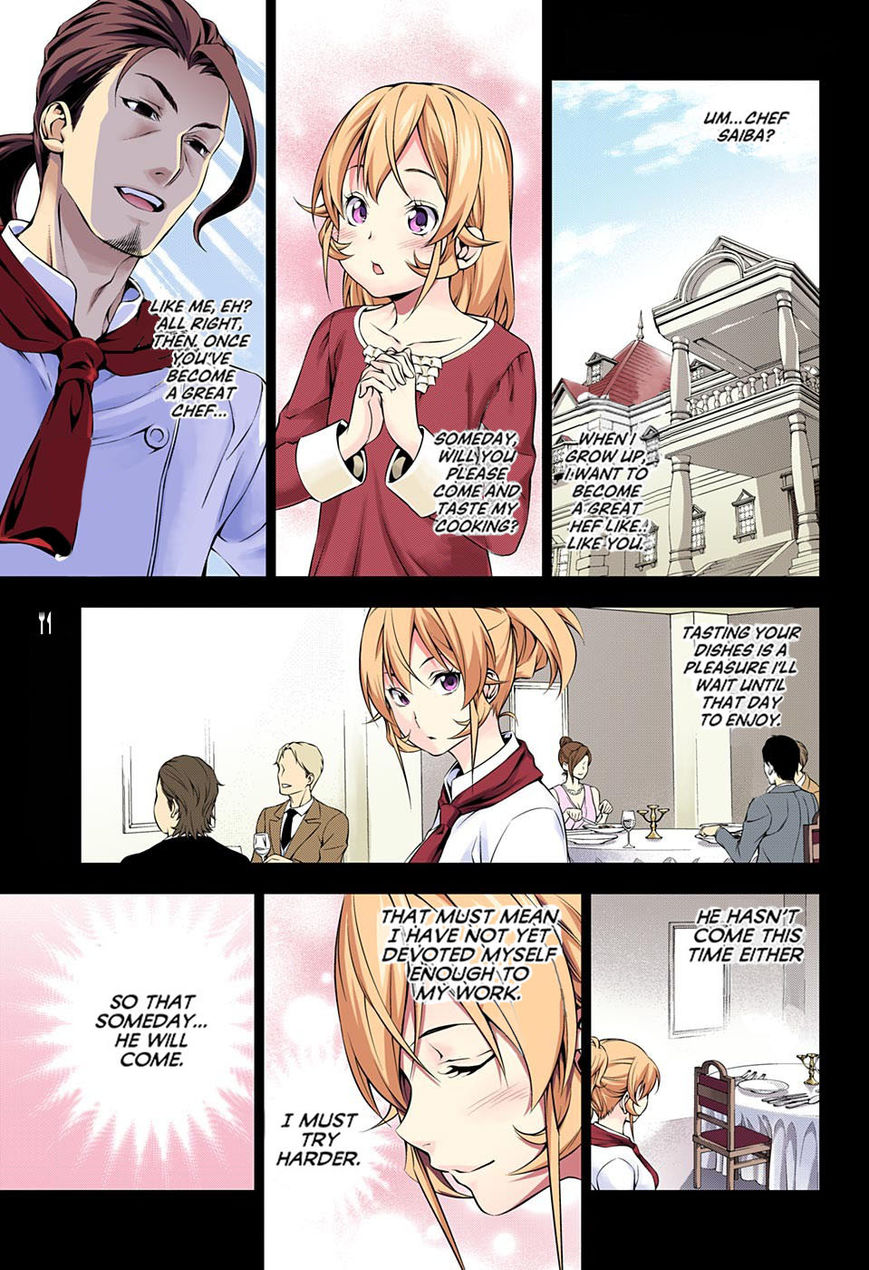 UM...CHEF
SAIBA?
WHEN I
GROW UP,
I WANT TO
BECOME
A GREAT
HEF LIKE..
LIKE YOU.
SOMEDAY,
WILL YOU
PLEASE
COME AND
TASTE MY
COOKING?
LIKE ME, EH?
ALL RIGHT,
THEN. ONCE
YOU'VE
BECOME
A GREAT
CHEF...
TASTING YOUR
DISHES IS A
PLEASURE I'LL
WAIT UNTIL
THAT DAY
TO ENJOY.
HE HASN'T
COME THIS
TIME EITHER
THAT MUST MEAN
I HAVE NOT YET
DEVOTED MYSELF
ENOUGH TO
MY WORK.
I MUST
TRY
HARDER.
SO THAT
SOMEDAY...
HE WILL
COME.